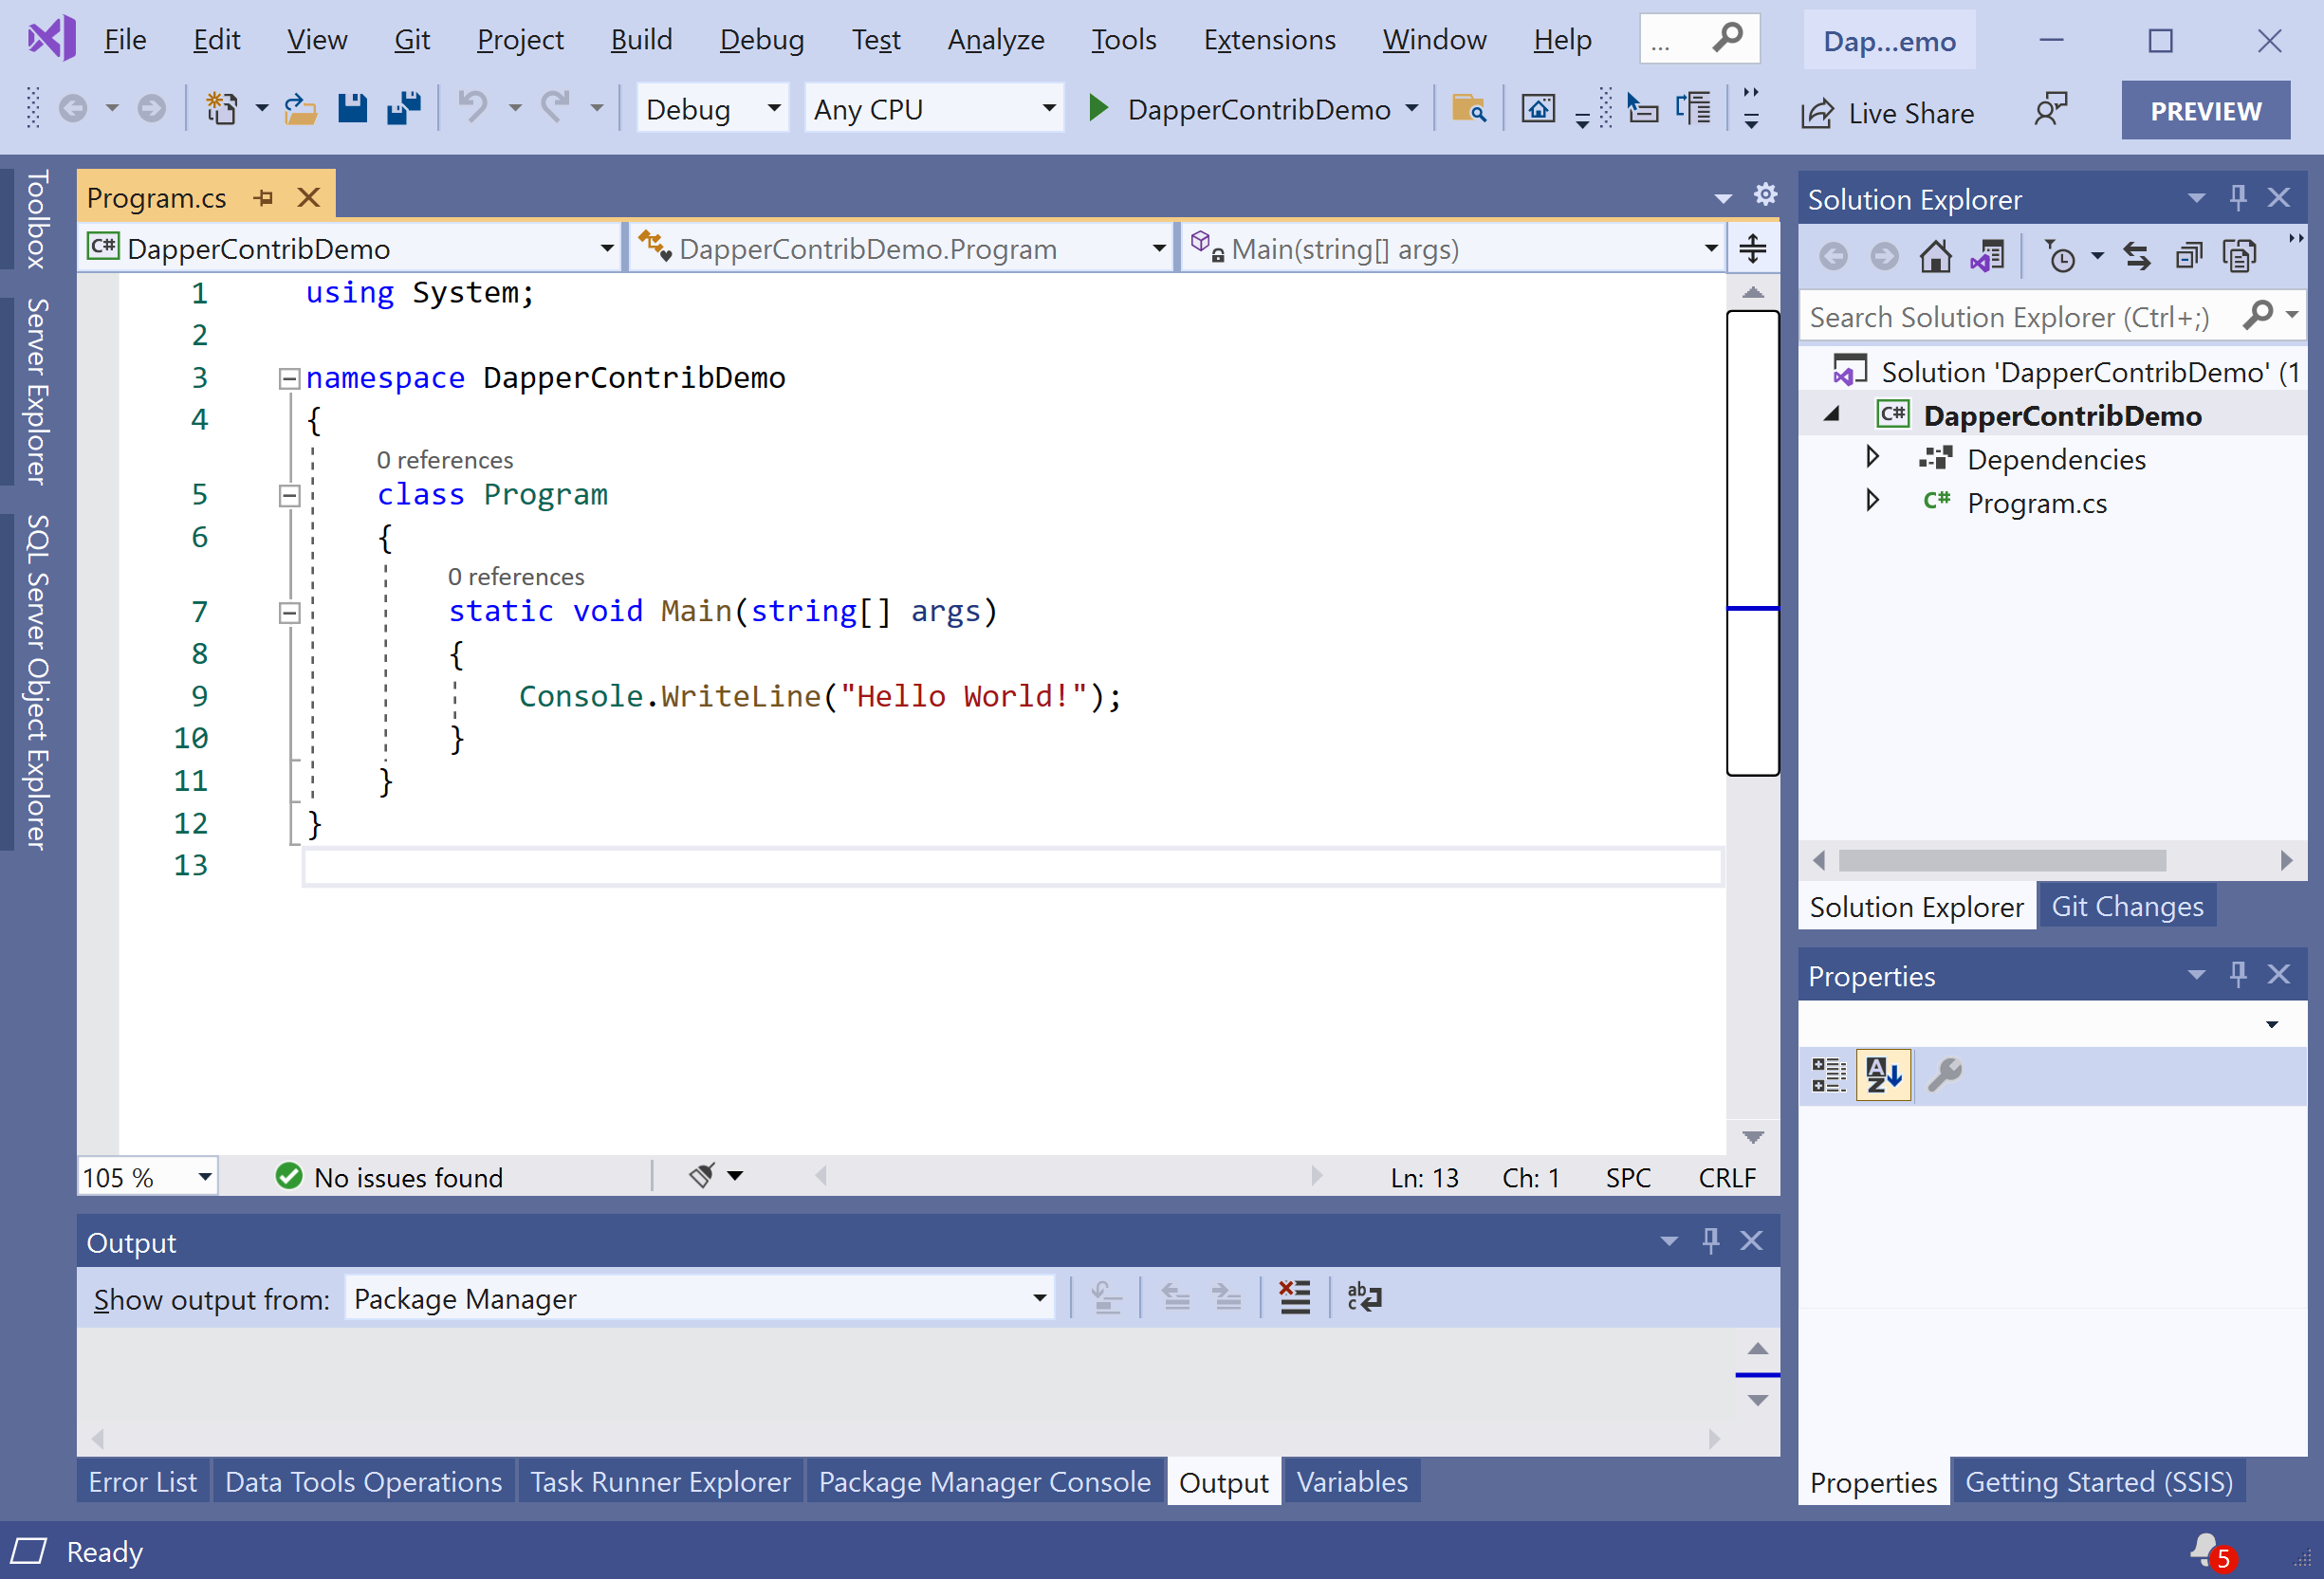 File Edit View Git Project Build Debug Test Analyze Tools Extensions Window Help ... Dap...emo
Debug Any CPU DapperContribDemo Live Share PREVIEW
Toolbox
Server Explorer
SQL Server Object Explorer
Program.cs
C# DapperContribDemo DapperContribDemo.Program Main(string[] args)
1 using System;
2
3 namespace DapperContribDemo
4 {
0 references
5 class Program
6 {
0 references
7 static void Main(string[] args)
8 {
9 Console.WriteLine("Hello World!");
10 }
11 }
12 }
13
105 % No issues found Ln: 13 Ch: 1 SPC CRLF
Output
Show output from: Package Manager
Error List Data Tools Operations Task Runner Explorer Package Manager Console Output Variables
Solution Explorer
Search Solution Explorer (Ctrl+;)
Solution 'DapperContribDemo' (1
C# DapperContribDemo
Dependencies
C# Program.cs
Solution Explorer Git Changes
Properties
Properties Getting Started (SSIS)
Ready 5